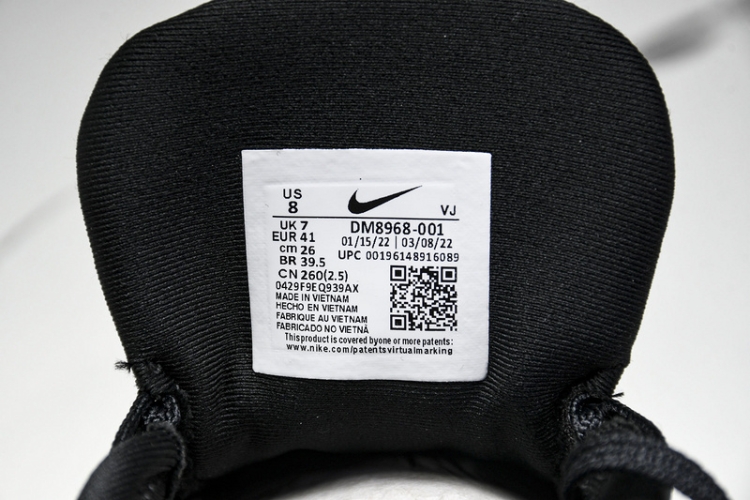 US
8
VJ
UK 7
EUR 41
cm 26
BR 39.5
CN 260(2.5)
DM8968-001
01/15/22 | 03/08/22
UPC 00196148916089
0429F9EQ939AX
MADE IN VIETNAM
HECHO EN VIETNAM
FABRIQUE AU VIETNAM
FABRICADO NO VIETNÃ
This product is covered by one or more patents:
www.nike.com/patentsvirtualmarking